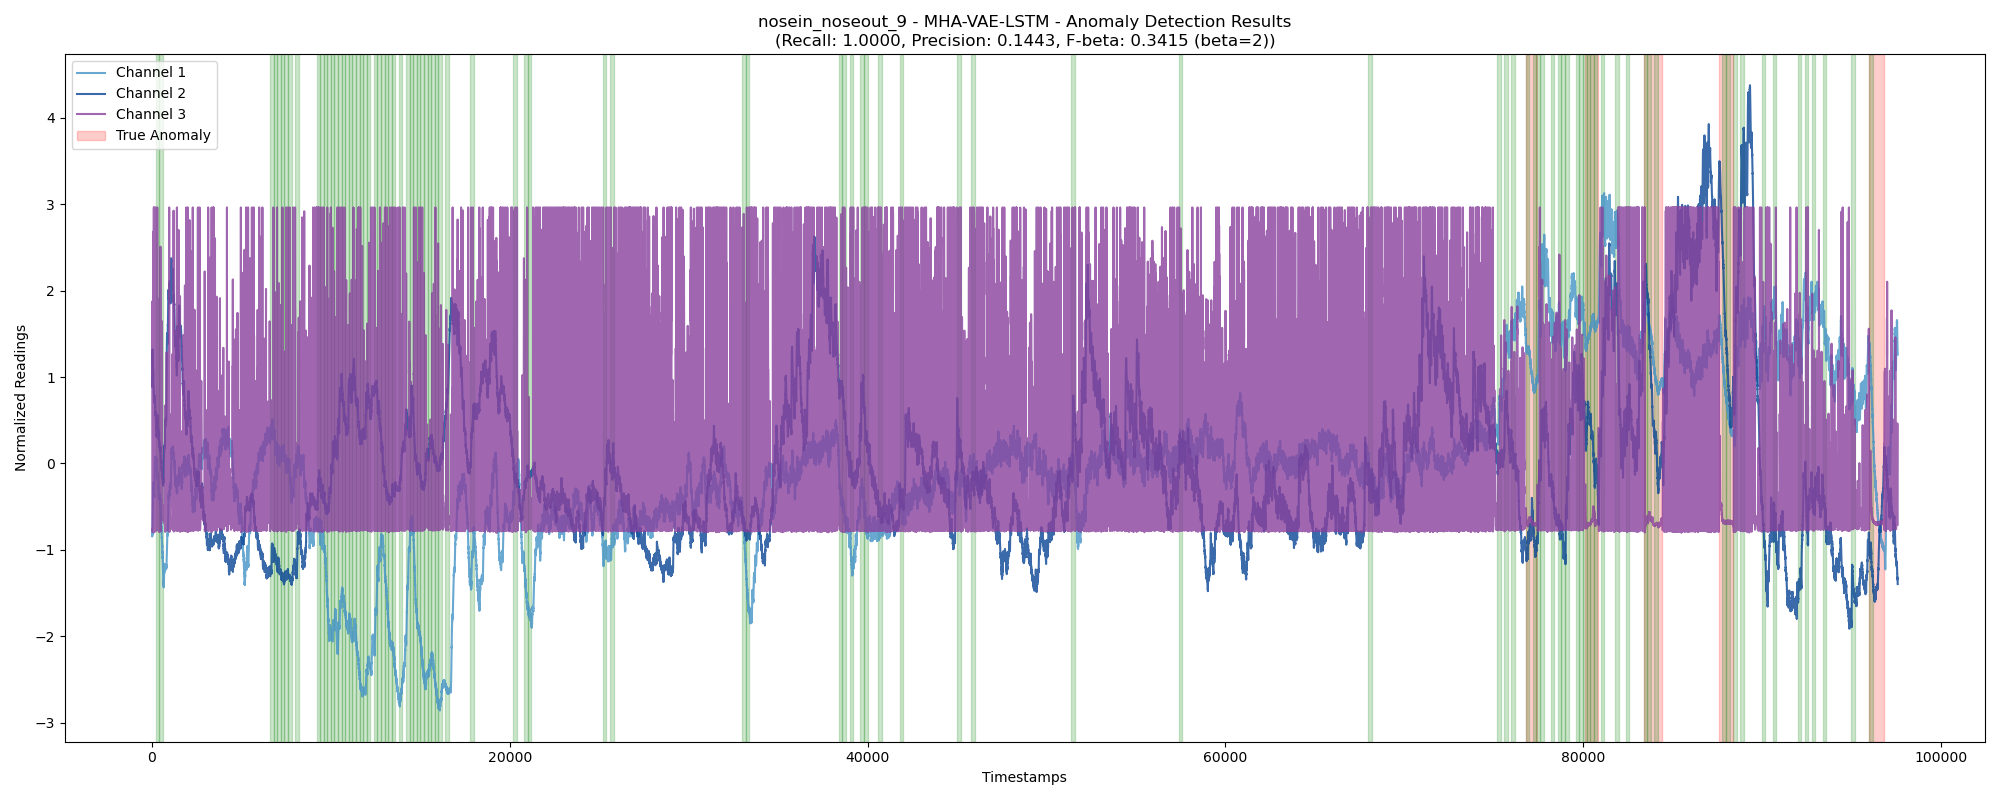 nosein_noseout_9 - MHA-VAE-LSTM - Anomaly Detection Results
(Recall: 1.0000, Precision: 0.1443, F-beta: 0.3415 (beta=2))
Channel 1
Channel 2
Channel 3
True Anomaly
Normalized Readings
4
3
2
1
0
−1
−2
−3
0
20000
40000
60000
80000
100000
Timestamps